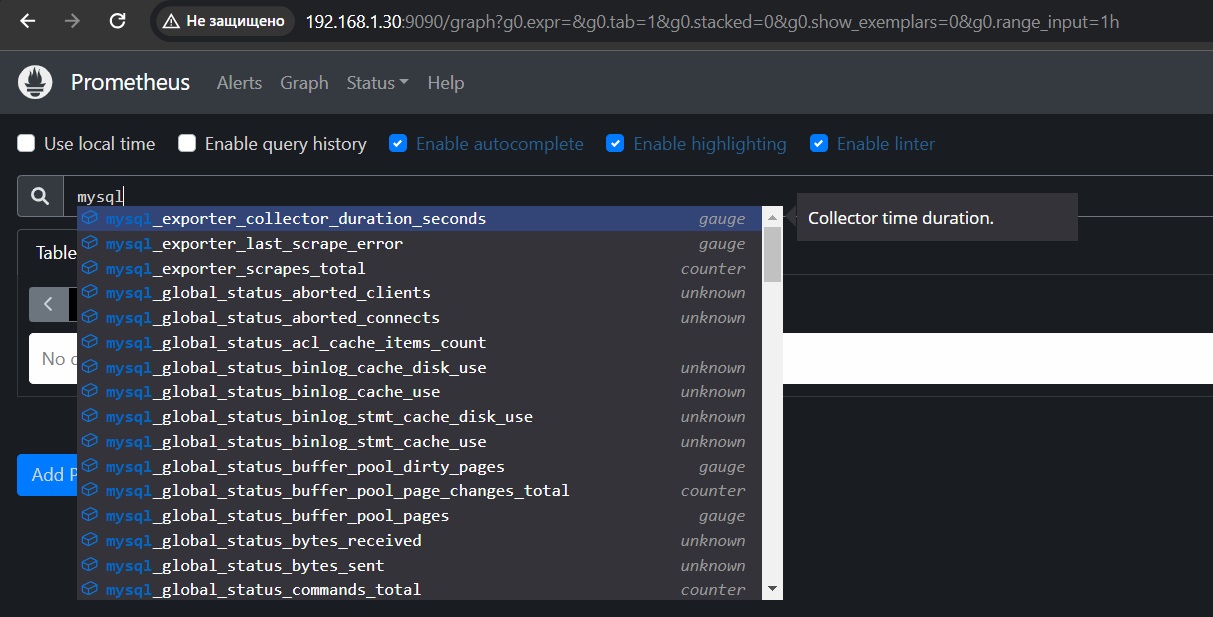 Не защищено 192.168.1.30:9090/graph?g0.expr=&g0.tab=1&g0.stacked=0&g0.show_exemplars=0&g0.range_input=1h
Prometheus Alerts Graph Status Help
Use local time Enable query history Enable autocomplete Enable highlighting Enable linter
mysql
mysql_exporter_collector_duration_seconds gauge Collector time duration.
mysql_exporter_last_scrape_error gauge
Table
mysql_exporter_scrapes_total counter
mysql_global_status_aborted_clients unknown
mysql_global_status_aborted_connects unknown
mysql_global_status_acl_cache_items_count
No
mysql_global_status_binlog_cache_disk_use unknown
mysql_global_status_binlog_cache_use unknown
mysql_global_status_binlog_stmt_cache_disk_use unknown
mysql_global_status_binlog_stmt_cache_use unknown
mysql_global_status_buffer_pool_dirty_pages gauge
Add P
mysql_global_status_buffer_pool_page_changes_total counter
mysql_global_status_buffer_pool_pages gauge
mysql_global_status_bytes_received unknown
mysql_global_status_bytes_sent unknown
mysql_global_status_commands_total counter